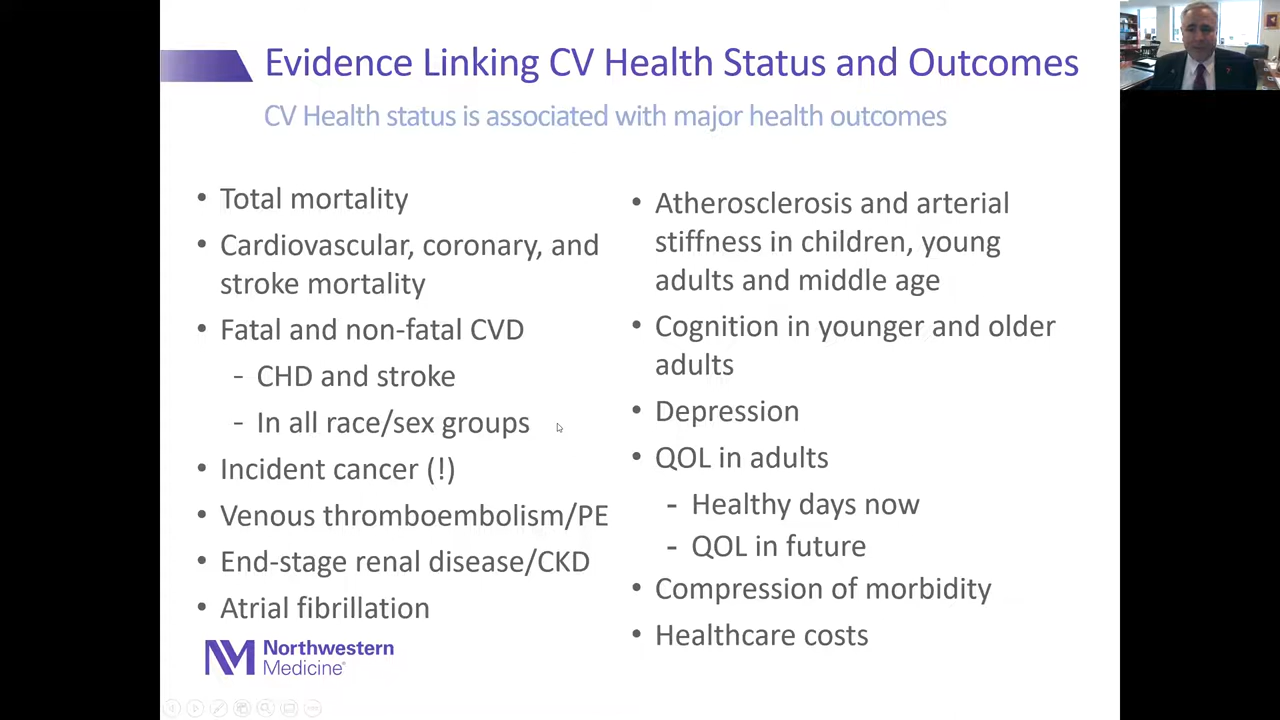 Evidence Linking CV Health Status and Outcomes
CV Health status is associated with major health outcomes
• Total mortality
• Cardiovascular, coronary, and
stroke mortality
• Fatal and non-fatal CVD
- CHD and stroke
- In all race/sex groups
• Incident cancer (!)
• Venous thromboembolism/PE
• End-stage renal disease/CKD
• Atrial fibrillation
• Atherosclerosis and arterial
stiffness in children, young
adults and middle age
• Cognition in younger and older
adults
• Depression
• QOL in adults
- Healthy days now
- QOL in future
• Compression of morbidity
• Healthcare costs
NM Northwestern
Medicine®